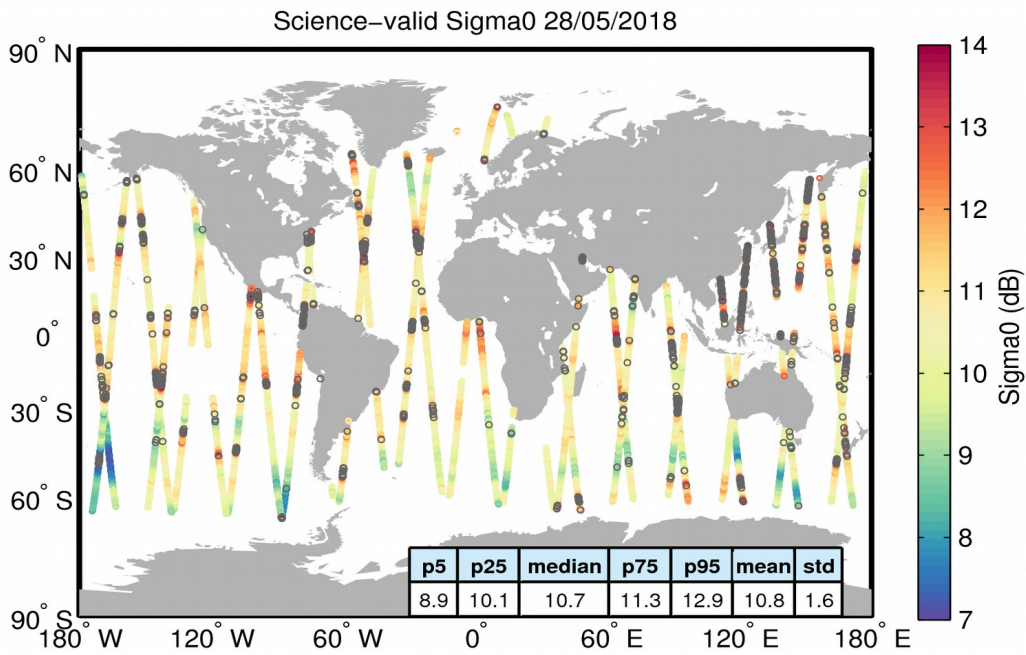 Science−valid Sigma0 28/05/2018
90° N
60° N
30° N
0°
30° S
60° S
90° S
180° W
120° W
60° W
0°
60° E
120° E
180° E
p5 p25 median p75 p95 mean std
8.9 10.1 10.7 11.3 12.9 10.8 1.6
14
13
12
11
10
9
8
7
Sigma0 (dB)